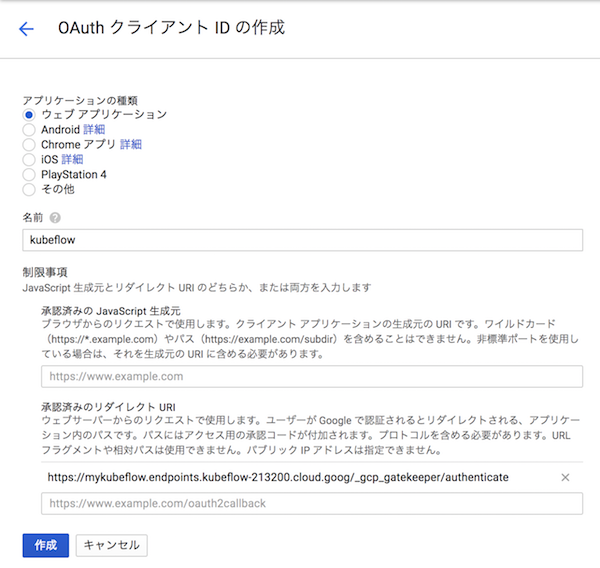 OAuth クライアント ID の作成
アプリケーションの種類
ウェブ アプリケーション
Android 詳細
Chrome アプリ 詳細
iOS 詳細
PlayStation 4
その他
名前
kubeflow
制限事項
JavaScript 生成元とリダイレクト URI のどちらか、または両方を入力します
承認済みの JavaScript 生成元
ブラウザからのリクエストで使用します。クライアント アプリケーションの生成元の URI です。ワイルドカード
（https://*.example.com）やパス（https://example.com/subdir）を含めることはできません。非標準ポートを使用し
ている場合は、それを生成元の URI に含める必要があります。
https://www.example.com
承認済みのリダイレクト URI
ウェブサーバーからのリクエストで使用します。ユーザーが Google で認証されるとリダイレクトされる、アプリケー
ション内のパスです。パスにはアクセス用の承認コードが付加されます。プロトコルを含める必要があります。URL
フラグメントや相対パスは使用できません。パブリック IP アドレスは指定できません。
https://mykubeflow.endpoints.kubeflow-213200.cloud.goog/_gcp_gatekeeper/authenticate
https://www.example.com/oauth2callback
作成 キャンセル